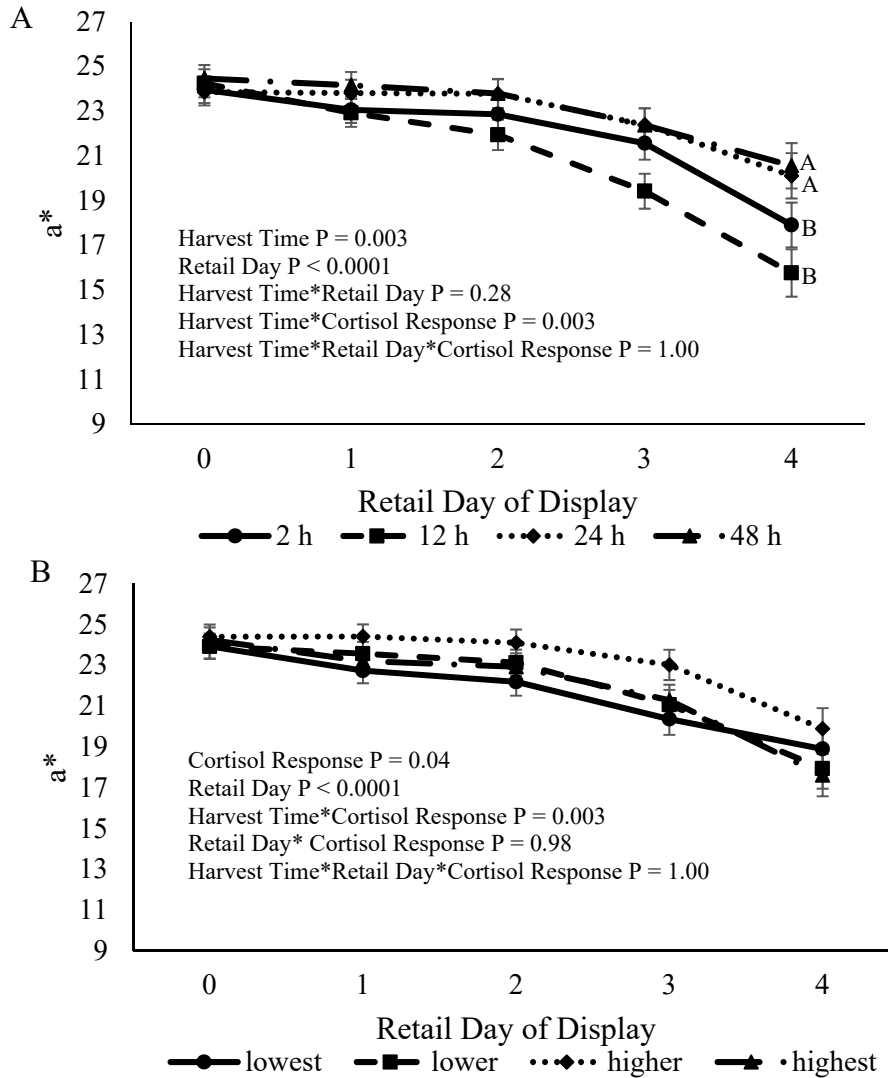 A
27
25
23
21
19
17
15
13
11
9
a*
A
A
B
B
Harvest Time P = 0.003
Retail Day P < 0.0001
Harvest Time*Retail Day P = 0.28
Harvest Time*Cortisol Response P = 0.003
Harvest Time*Retail Day*Cortisol Response P = 1.00
0 1 2 3 4
Retail Day of Display
2 h 12 h 24 h 48 h
B
27
25
23
21
19
17
15
13
11
9
a*
Cortisol Response P = 0.04
Retail Day P < 0.0001
Harvest Time*Cortisol Response P = 0.003
Retail Day* Cortisol Response P = 0.98
Harvest Time*Retail Day*Cortisol Response P = 1.00
0 1 2 3 4
Retail Day of Display
lowest lower higher highest